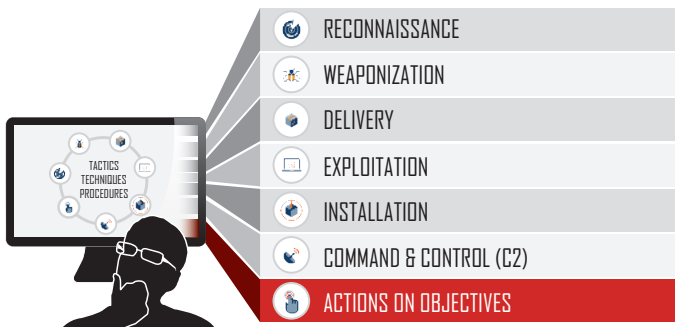 TACTICS
TECHNIQUES
PROCEDURES
RECONNAISSANCE
WEAPONIZATION
DELIVERY
EXPLOITATION
INSTALLATION
COMMAND & CONTROL (C2)
ACTIONS ON OBJECTIVES